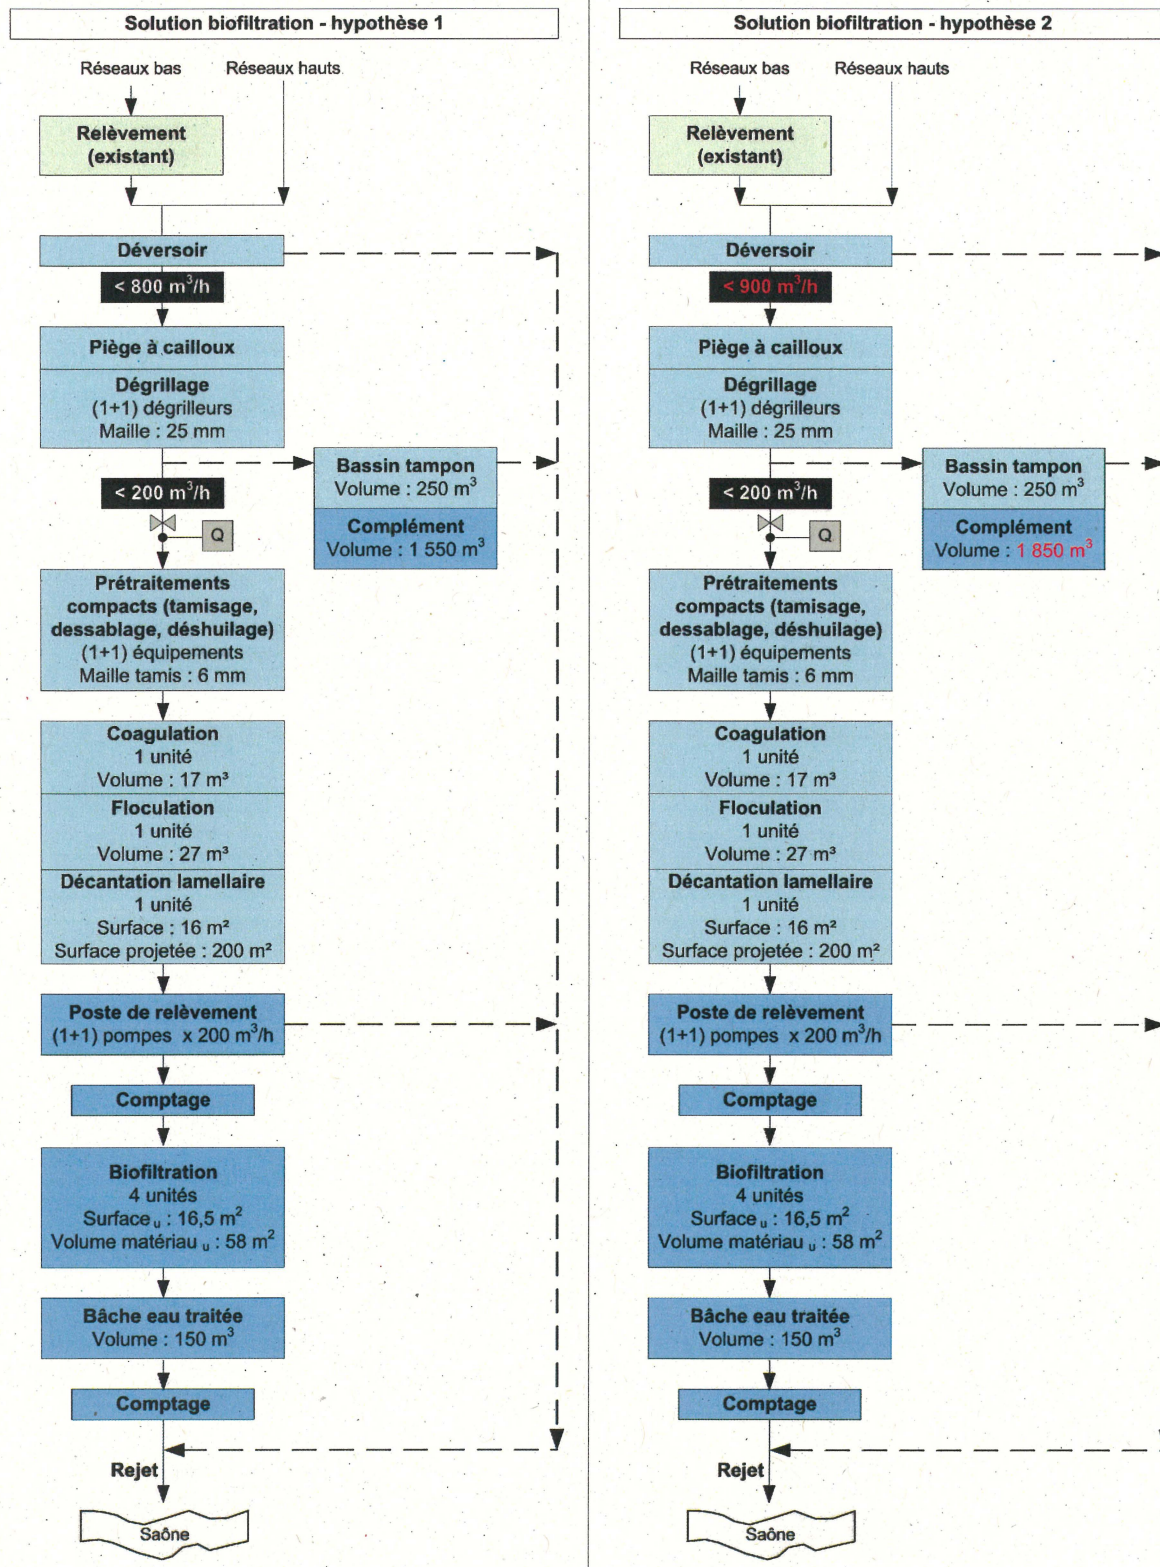 Solution biofiltration - hypothèse 1
Réseaux bas Réseaux hauts
Relèvement
(existant)
Déversoir
< 800 m³/h
Piège à cailloux
Dégrillage
(1+1) dégrilleurs
Maille : 25 mm
Bassin tampon
Volume : 250 m³
< 200 m³/h
Complément
Volume : 1 550 m³
Q
Prétraitements
compacts (tamisage,
dessablage, déshuilage)
(1+1) équipements
Maille tamis : 6 mm
Coagulation
1 unité
Volume : 17 m³
Floculation
1 unité
Volume : 27 m³
Décantation lamellaire
1 unité
Surface : 16 m²
Surface projetée : 200 m²
Poste de relèvement
(1+1) pompes x 200 m³/h
Comptage
Biofiltration
4 unités
Surface u : 16,5 m²
Volume matériau u : 58 m²
Bâche eau traitée
Volume : 150 m³
Comptage
Rejet
Saône
Solution biofiltration - hypothèse 2
Réseaux bas Réseaux hauts
Relèvement
(existant)
Déversoir
< 900 m³/h
Piège à cailloux
Dégrillage
(1+1) dégrilleurs
Maille : 25 mm
Bassin tampon
Volume : 250 m³
< 200 m³/h
Complément
Volume : 1 850 m³
Q
Prétraitements
compacts (tamisage,
dessablage, déshuilage)
(1+1) équipements
Maille tamis : 6 mm
Coagulation
1 unité
Volume : 17 m³
Floculation
1 unité
Volume : 27 m³
Décantation lamellaire
1 unité
Surface : 16 m²
Surface projetée : 200 m²
Poste de relèvement
(1+1) pompes x 200 m³/h
Comptage
Biofiltration
4 unités
Surface u : 16,5 m²
Volume matériau u : 58 m²
Bâche eau traitée
Volume : 150 m³
Comptage
Rejet
Saône